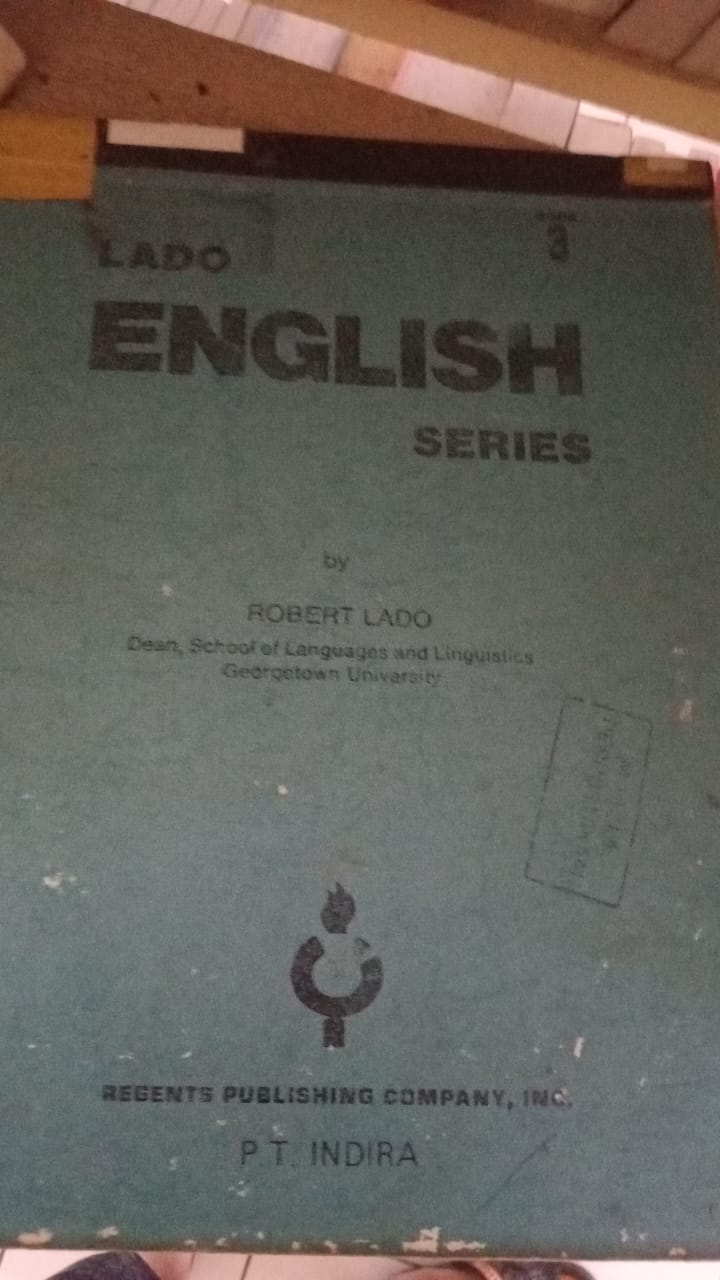 BOOK
3
LADO
ENGLISH
SERIES
by
ROBERT LADO
Dean, School of Languages and Linguistics
Georgetown University
REGENTS PUBLISHING COMPANY, INC.
P T. INDIRA